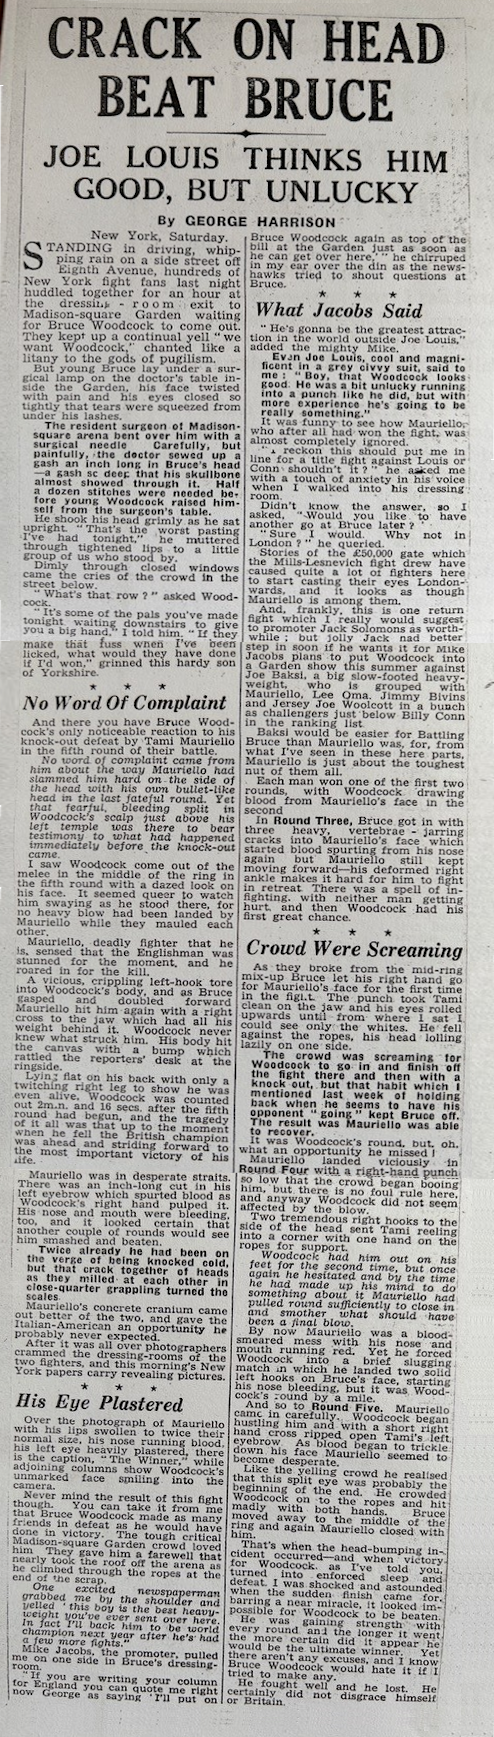 CRACK ON HEAD
BEAT BRUCE
JOE LOUIS THINKS HIM
GOOD, BUT UNLUCKY
By GEORGE HARRISON
New York, Saturday.
STANDING in driving, whip-
ping rain on a side street off
Eighth Avenue, hundreds of
New York fight fans last night
huddled together for an hour at
the dressing-room exit to
Madison-square Garden waiting
for Bruce Woodcock to come out.
They kept up a continual yell "we
want Woodcock," chanted like a
litany to the gods of pugilism.
But young Bruce lay under a sur-
gical lamp on the doctor's table in-
side the Garden, his face twisted
with pain and his eyes closed so
tightly that tears were squeezed from
under his lashes.
The resident surgeon of Madison-
square arena bent over him with a
surgical needle Carefully, but
painfully, the doctor sewed up a
gash an inch long in Bruce's head
—a gash so deep that his skullbone
almost showed through it. Half
a dozen stitches were needed be-
fore young Woodcock raised him-
self from the surgeon's table.
He shook his head grimly as he sat
upright. "That's the worst pasting
I've had tonight," he muttered
through tightened lips to a little
group of us who stood by.
Dimly through closed windows
came the cries of the crowd in the
street below.
"What's that row?" asked Wood-
cock.
"It's some of the pals you've made
tonight waiting downstairs to give
you a big hand," I told him. "If they
make that fuss when I've been
licked, what would they have done
if I'd won," grinned this hardy son
of Yorkshire.
* * *
No Word Of Complaint
And there you have Bruce Wood-
cock's only noticeable reaction to his
knock-out defeat by Tami Mauriello
in the fifth round of their battle.
No word of complaint came from
him about the way Mauriello had
slammed him hard on the side of
the head with his own bullet-like
head in the last fateful round. Yet
that fearful, bleeding split in
Woodcock's scalp just above his
left temple was there to bear
testimony to what had happened
immediately before the knock-out
came.
I saw Woodcock come out of the
melee in the middle of the ring in
the fifth round with a dazed look on
his face. It seemed queer to watch
him swaying as he stood there, for
no heavy blow had been landed by
Mauriello while they mauled each
other.
Mauriello, deadly fighter that he
is, sensed that the Englishman was
stunned for the moment, and he
roared in for the kill.
A vicious, crippling left-hook tore
into Woodcock's body, and as Bruce
gasped and doubled forward
Mauriello hit him again with a right
cross to the jaw which had all his
weight behind it. Woodcock never
knew what struck him. His body hit
the canvas with a bump which
rattled the reporters' desk at the
ringside.
Lying flat on his back with only a
twitching right leg to show he was
even alive, Woodcock was counted
out 2m.n. and 16 secs. after the fifth
round had begun, and the tragedy
of it all was that up to the moment
when he fell the British champion
was ahead and striding forward to
the most important victory of his
life.
Mauriello was in desperate straits.
There was an inch-long cut in his
left eyebrow which spurted blood as
Woodcock's right hand pulped it.
His nose and mouth were bleeding,
too, and it looked certain that
another couple of rounds would see
him smashed and beaten.
Twice already he had been on
the verge of being knocked cold,
but that crack together of heads
as they milled at each other in
close-quarter grappling turned the
scales.
Mauriello's concrete cranium came
out better of the two, and gave the
Italian-American an opportunity he
probably never expected.
After it was all over photographers
crammed the dressing-rooms of the
two fighters, and this morning's New
York papers carry revealing pictures.
* * *
His Eye Plastered
Over the photograph of Mauriello
with his lips swollen to twice their
normal size, his nose running blood,
his left eye heavily plastered, there
is the caption, "The Winner," while
adjoining columns show Woodcock's
unmarked face smiling into the
camera.
Never mind the result of this fight
though. You can take it from me
that Bruce Woodcock made as many
friends in defeat as he would have
done in victory. The tough critical
Madison-square Garden crowd loved
him They gave him a farewell that
nearly took the roof off the arena as
he climbed through the ropes at the
end of the scrap.
One excited newspaperman
grabbed me by the shoulder and
yelled 'this boy is the best heavy-
weight you've ever sent over here,
in fact I'll back him to be world
champion next year after he's had
a few more fights."
Mike Jacobs, the promoter, pulled
me on one side in Bruce's dressing-
room.
"If you are writing your column
for England you can quote me right
now George as saying 'I'll put on
Bruce Woodcock again as top of the
bill at the Garden just as soon as
he can get over here,'" he chirruped
in my ear over the din as the news-
hawks tried to shout questions at
Bruce.
* * *
What Jacobs Said
"He's gonna be the greatest attrac-
tion in the world outside Joe Louis,"
added the mighty Mike.
Even Joe Louis, cool and magni-
ficent in a grey civvy suit, said to
me: "Boy, that Woodcock looks
good. He was a bit unlucky running
into a punch like he did, but with
more experience he's going to be
really something."
It was funny to see how Mauriello,
who after all had won the fight, was
almost completely ignored.
reckon this should put me in
line for a title fight against Louis or
Conn shouldn't it?" he asked me
with a touch of anxiety in his voice
when I walked into his dressing
room.
Didn't know the answer, so I
asked, "Would you like to have
another go at Bruce later?"
"Sure I would. Why not in
London?" he queried.
Stories of the £50,000 gate which
the Mills-Lesnevich fight drew have
caused quite a lot of fighters here
to start casting their eyes London-
wards, and it looks as though
Mauriello is among them.
And, frankly, this is one return
fight which I really would suggest
to promoter Jack Solomons as worth-
while; but jolly Jack had better
step in soon if he wants it for Mike
Jacobs plans to put Woodcock into
a Garden show this summer against
Joe Baksi, a big slow-footed heavy-
weight, who is grouped with
Mauriello, Lee Oma, Jimmy Bivins
and Jersey Joe Woolcott in a bunch
as challengers just below Billy Conn
in the ranking list
Baksi would be easier for Battling
Bruce than Mauriello was, for, from
what I've seen in these here parts,
Mauriello is just about the toughest
nut of them all.
Each man won one of the first two
rounds, with Woodcock drawing
blood from Mauriello's face in the
second
In Round Three, Bruce got in with
three heavy, vertebrae-jarring
cracks into Mauriello's face which
started blood spurting from his nose
again but Mauriello still kept
moving forward—his deformed right
ankle makes it hard for him to fight
in retreat There was a spell of in-
fighting, with neither man getting
hurt, and then Woodcock had his
first great chance.
* * *
Crowd Were Screaming
As they broke from the mid-ring
mix-up Bruce let his right hand go
for Mauriello's face for the first time
in the fight. The punch took Tami
clean on the jaw and his eyes rolled
upwards until from where I sat I
could see only the whites. He fell
against the ropes, his head lolling
lazily on one side.
The crowd was screaming for
Woodcock to go in and finish off
the fight there and then with a
knock out, but that habit which I
mentioned last week of holding
back when he seems to have his
opponent "going" kept Bruce off.
The result was Mauriello was able
to recover.
It was Woodcock's round, but, oh,
what an opportunity he missed!
Mauriello landed viciously in
Round Four with a right-hand punch
so low that the crowd began booing
him, but there is no foul rule here,
and anyway Woodcock did not seem
affected by the blow.
Two tremendous right hooks to the
side of the head sent Tami reeling
into a corner with one hand on the
ropes for support.
Woodcock had him out on his
feet for the second time, but once
again he hesitated and by the time
he had made up his mind to do
something about it Mauriello had
pulled round sufficiently to close in
and smother what should have
been a final blow.
By now Mauriello was a blood-
smeared mess with his nose and
mouth running red. Yet he forced
Woodcock into a brief slugging
match in which he landed two solid
left hooks on Bruce's face, starting
his nose bleeding, but it was Wood-
cock's round by a mile.
And so to Round Five. Mauriello
came in carefully. Woodcock began
hustling him and with a short right
hand cross ripped open Tami's left
eyebrow. As blood began to trickle
down his face Mauriello seemed to
become desperate.
Like the yelling crowd he realised
that this split eye was probably the
beginning of the end. He crowded
Woodcock on to the ropes and hit
madly with both hands. Bruce
moved away to the middle of the
ring and again Mauriello closed with
him.
That's when the head-bumping in-
cident occurred—and when victory
for Woodcock, as I've told you,
turned into enforced sleep and
defeat. I was shocked and astounded
when the sudden finish came for,
barring a near miracle, it looked im-
possible for Woodcock to be beaten.
He was gaining strength with
every round and the longer it went
the more certain did it appear he
would be the ultimate winner. Yet
there aren't any excuses, and I know
Bruce Woodcock would hate it if I
tried to make any.
He fought well and he lost. He
certainly did not disgrace himself
or Britain.